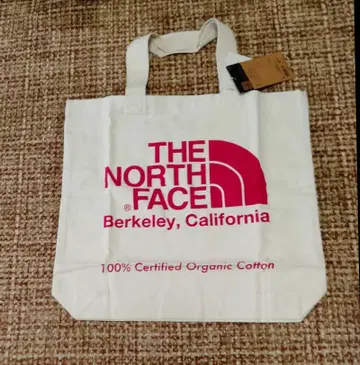 THE
NORTH
FACE
®
Berkeley, California
100% Certified Organic Cotton